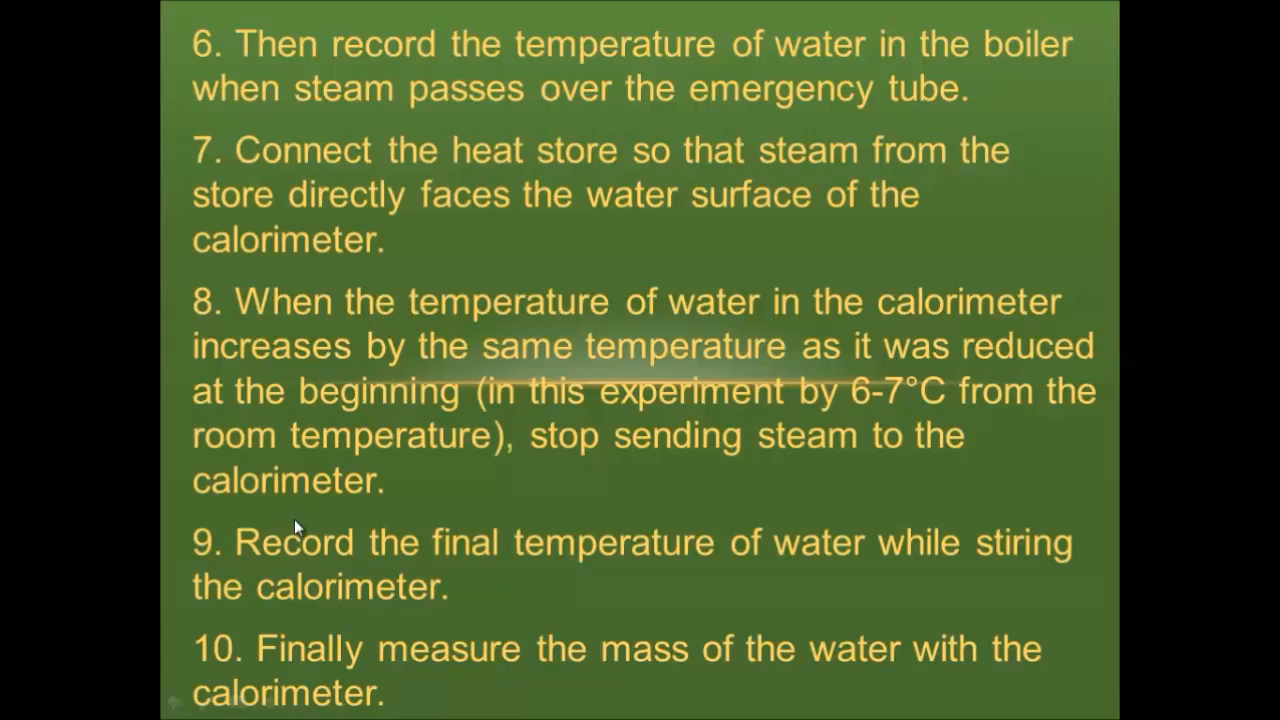 6. Then record the temperature of water in the boiler
when steam passes over the emergency tube.
7. Connect the heat store so that steam from the
store directly faces the water surface of the
calorimeter.
8. When the temperature of water in the calorimeter
increases by the same temperature as it was reduced
at the beginning (in this experiment by 6-7°C from the
room temperature), stop sending steam to the
calorimeter.
9. Record the final temperature of water while stiring
the calorimeter.
10. Finally measure the mass of the water with the
calorimeter.